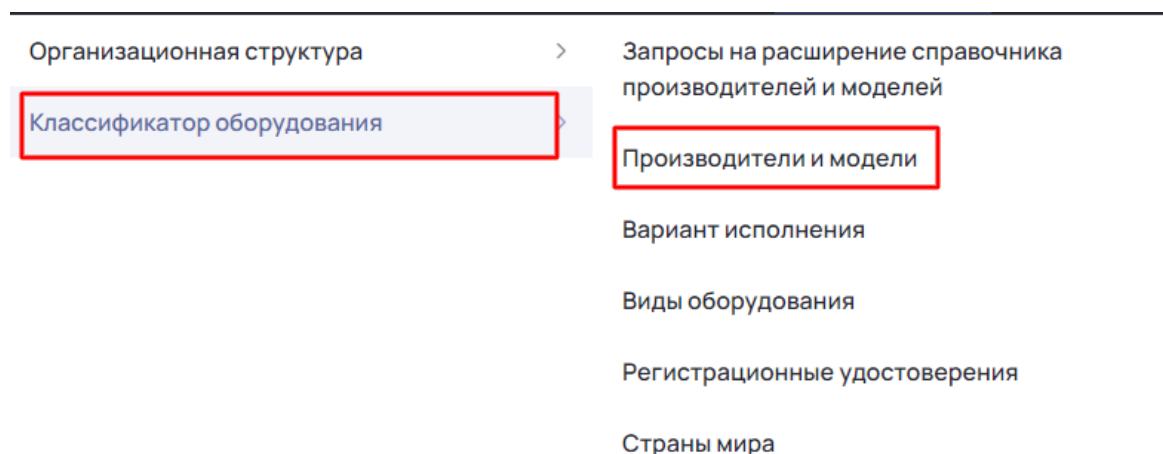 Организационная структура
Классификатор оборудования
Запросы на расширение справочника
производителей и моделей
Производители и модели
Вариант исполнения
Виды оборудования
Регистрационные удостоверения
Страны мира